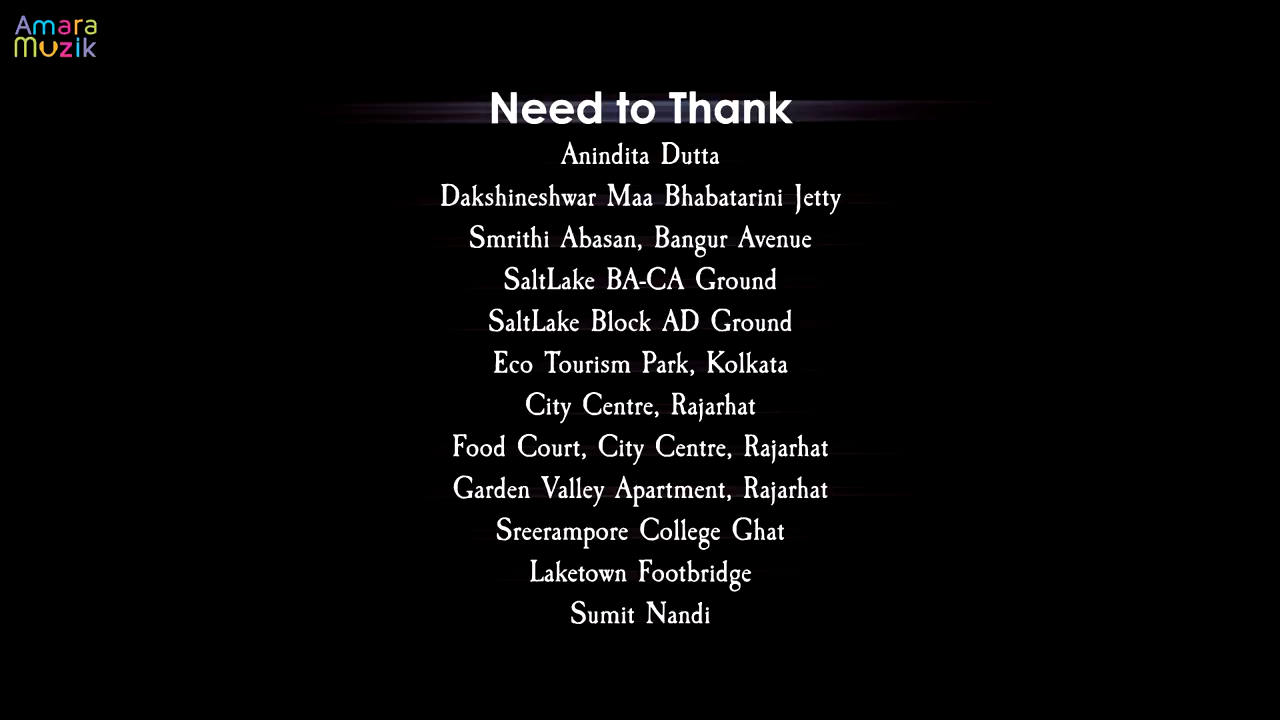 Amara
Muzik
Need to Thank
Anindita Dutta
Dakshineshwar Maa Bhabatarini Jetty
Smrithi Abasan, Bangur Avenue
SaltLake BA-CA Ground
SaltLake Block AD Ground
Eco Tourism Park, Kolkata
City Centre, Rajarhat
Food Court, City Centre, Rajarhat
Garden Valley Apartment, Rajarhat
Sreerampore College Ghat
Laketown Footbridge
Sumit Nandi